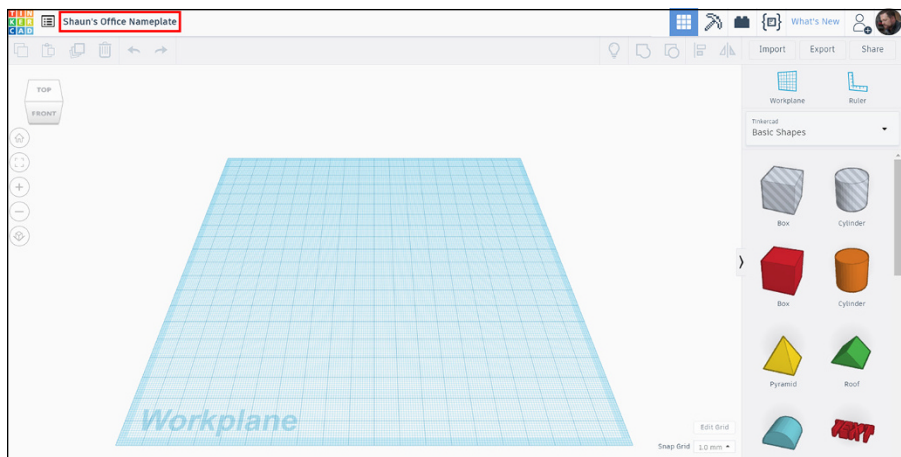 TIN
KER
CAD
Shaun's Office Nameplate
What's New
Import Export Share
TOP
FRONT
Workplane Ruler
Tinkercad
Basic Shapes
Box Cylinder
Box Cylinder
Pyramid Roof
TEXT
Workplane
Edit Grid
Snap Grid 1.0 mm